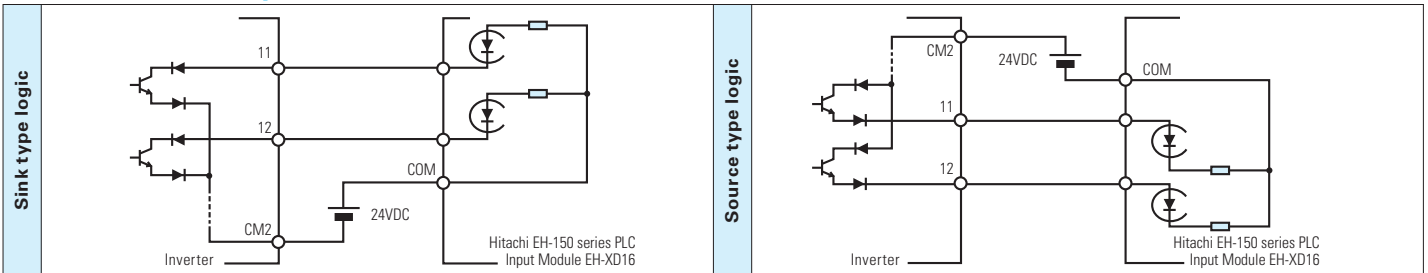 Sink type logic
11
12
COM
24VDC
CM2
Inverter
Hitachi EH-150 series PLC
Input Module EH-XD16
Source type logic
CM2
24VDC
COM
11
12
Hitachi EH-150 series PLC
Inverter
Input Module EH-XD16